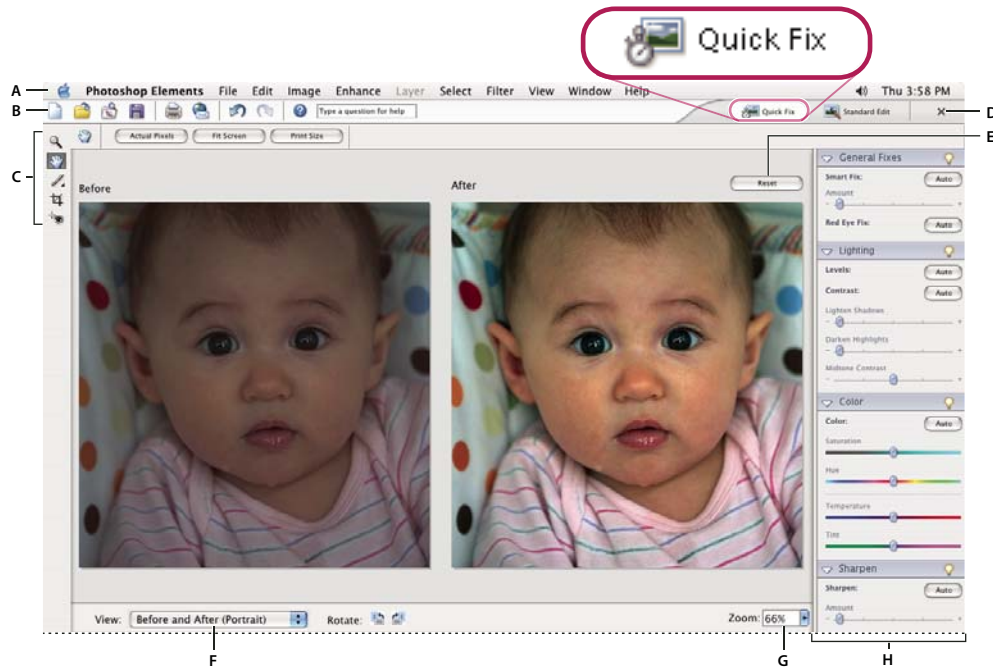 Quick Fix
A
Photoshop Elements File Edit Image Enhance Layer Select Filter View Window Help Thu 3:58 PM
B
Type a question for help
Quick Fix
Standard Edit
D
E
C
Actual Pixels
Fit Screen
Print Size
Before
After
Reset
General Fixes
Smart Fix:
Auto
Amount
- +
Red Eye Fix:
Auto
Lighting
Levels:
Auto
Contrast:
Auto
Lighten Shadows
- +
Darken Highlights
- +
Midtone Contrast
- +
Color
Color:
Auto
Saturation
Hue
Temperature
Tint
Sharpen
Sharpen:
Auto
Amount
- +
View: Before and After (Portrait)
Rotate:
Zoom: 66%
F
G
H